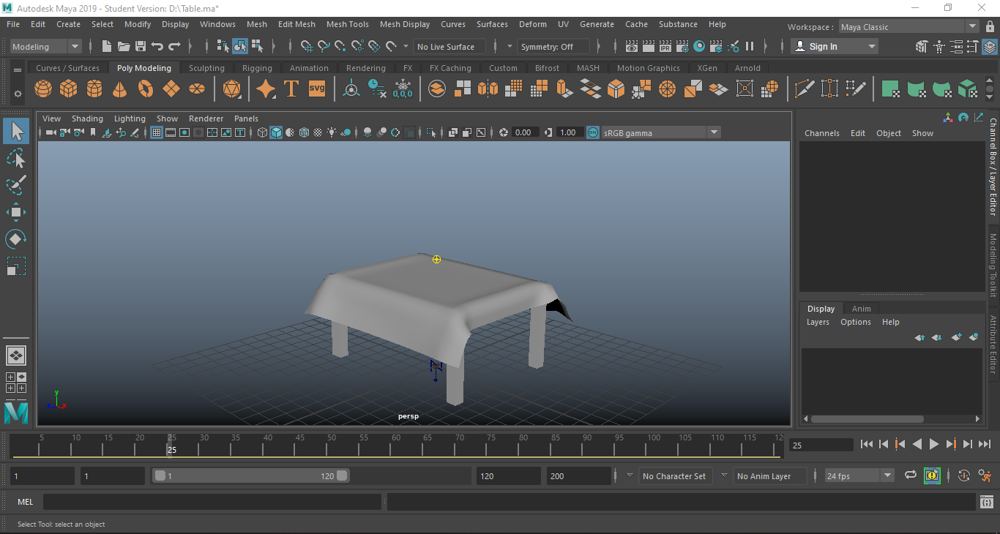 Autodesk Maya 2019 - Student Version: D:\Table.ma*
File Edit Create Select Modify Display Windows Mesh Edit Mesh Mesh Tools Mesh Display Curves Surfaces Deform UV Generate Cache Substance Help
Workspace : Maya Classic
Modeling No Live Surface Symmetry: Off IPR Sign In
Curves / Surfaces Poly Modeling Sculpting Rigging Animation Rendering FX FX Caching Custom Bifrost MASH Motion Graphics XGen Arnold
T SVG 0,0,0
View Shading Lighting Show Renderer Panels
0.00 1.00 ON sRGB gamma
Channels Edit Object Show
Channel Box / Layer Editor
Modeling Toolkit
Attribute Editor
Display Anim
Layers Options Help
y
x
persp
5 10 15 20 25 30 35 40 45 50 55 60 65 70 75 80 85 90 95 100 105 110 115 12
25
25
1 1 1 120 120 200 No Character Set No Anim Layer 24 fps
MEL
Select Tool: select an object